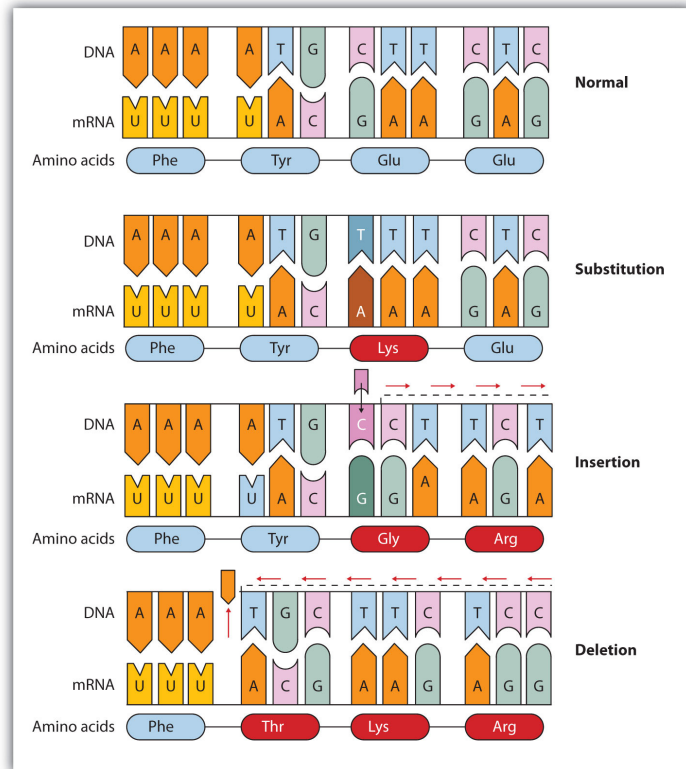 DNA A A A A T G C T T C T C
Normal
mRNA U U U U A C G A A G A G
Amino acids Phe Tyr Glu Glu
DNA A A A A T G T T T C T C
Substitution
mRNA U U U U A C A A A G A G
Amino acids Phe Tyr Lys Glu
DNA A A A A T G C C T T C T
Insertion
mRNA U U U U A C G G A A G A
Amino acids Phe Tyr Gly Arg
DNA A A A T G C T T C T C C
Deletion
mRNA U U U A C G A A G A G G
Amino acids Phe Thr Lys Arg